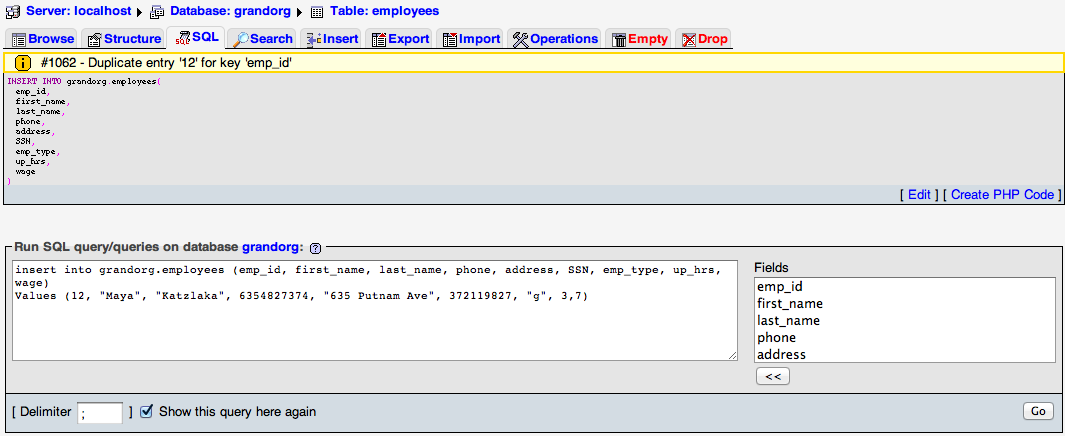 Server: localhost ▸ Database: grandorg ▸ Table: employees
Browse Structure SQL Search Insert Export Import Operations Empty Drop
#1062 - Duplicate entry '12' for key 'emp_id'
INSERT INTO grandorg.employees(
emp_id,
first_name,
last_name,
phone,
address,
SSN,
emp_type,
up_hrs,
wage
)
[ Edit ] [ Create PHP Code ]
Run SQL query/queries on database grandorg:
insert into grandorg.employees (emp_id, first_name, last_name, phone, address, SSN, emp_type, up_hrs,
wage)
Values (12, "Maya", "Katzlaka", 6354827374, "635 Putnam Ave", 372119827, "g", 3,7)
Fields
emp_id
first_name
last_name
phone
address
<<
[ Delimiter ; ] Show this query here again
Go